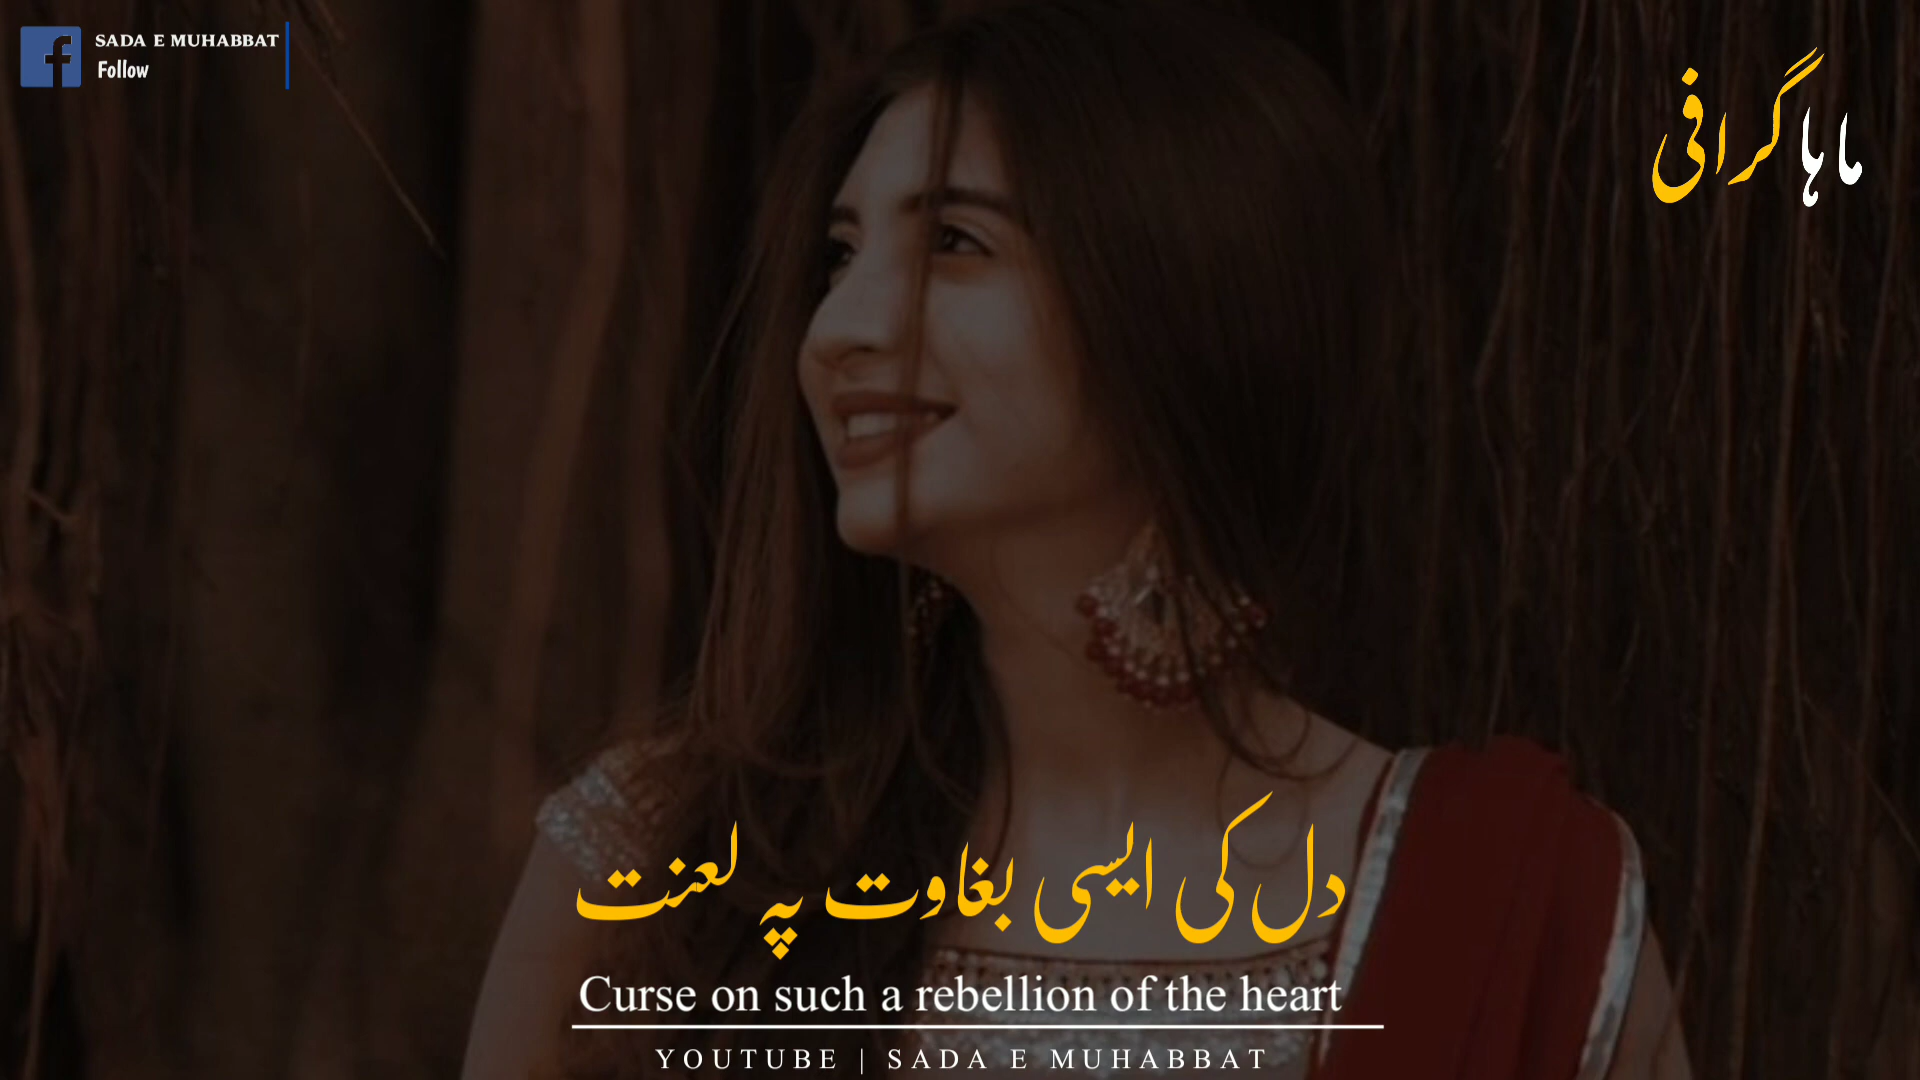 SADA E MUHABBAT
Follow
ماہا گرافی
دل کی ایسی بغاوت پہ لعنت
Curse on such a rebellion of the heart
YOUTUBE | SADA E MUHABBAT